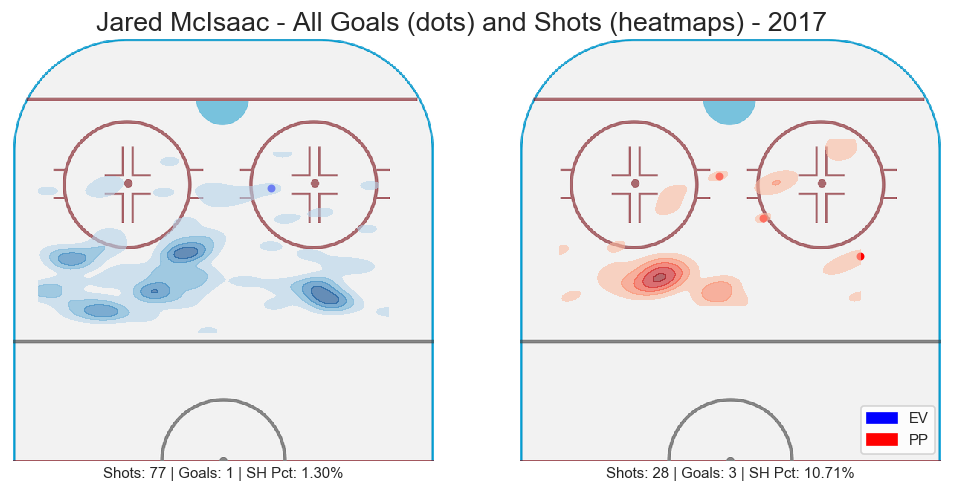 Jared McIsaac - All Goals (dots) and Shots (heatmaps) - 2017
EV
PP
Shots: 77 | Goals: 1 | SH Pct: 1.30%
Shots: 28 | Goals: 3 | SH Pct: 10.71%